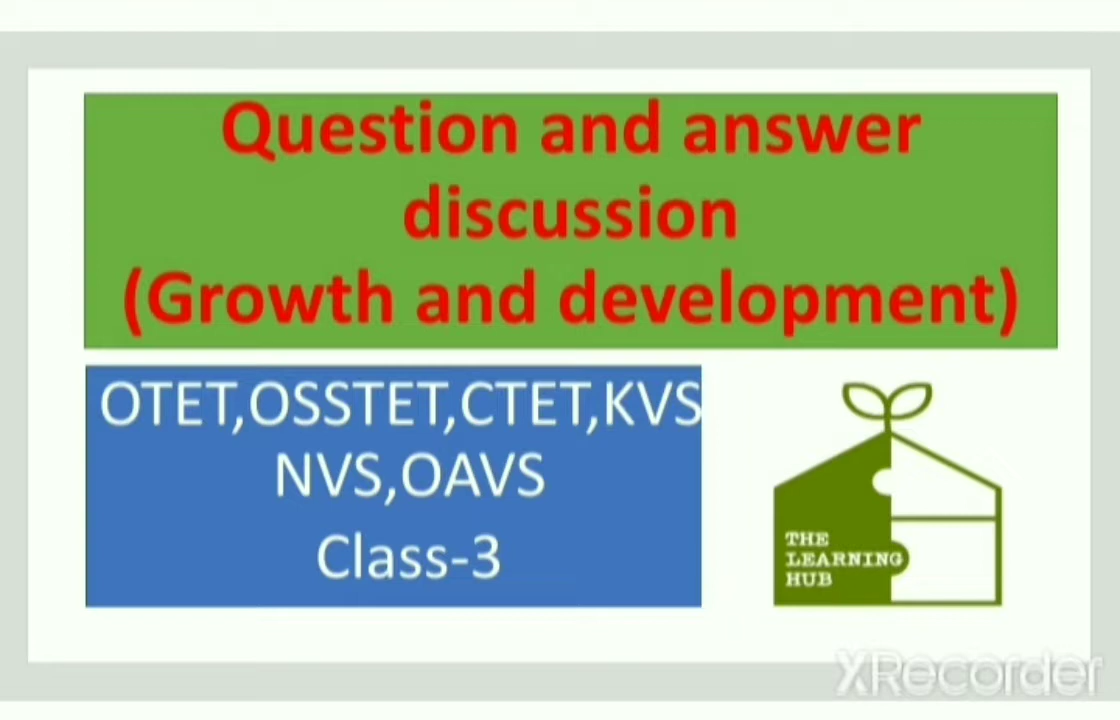 Question and answer
discussion
(Growth and development)
OTET,OSSTET,CTET,KVS
NVS,OAVS
Class-3
THE
LEARNING
HUB
XRecorder